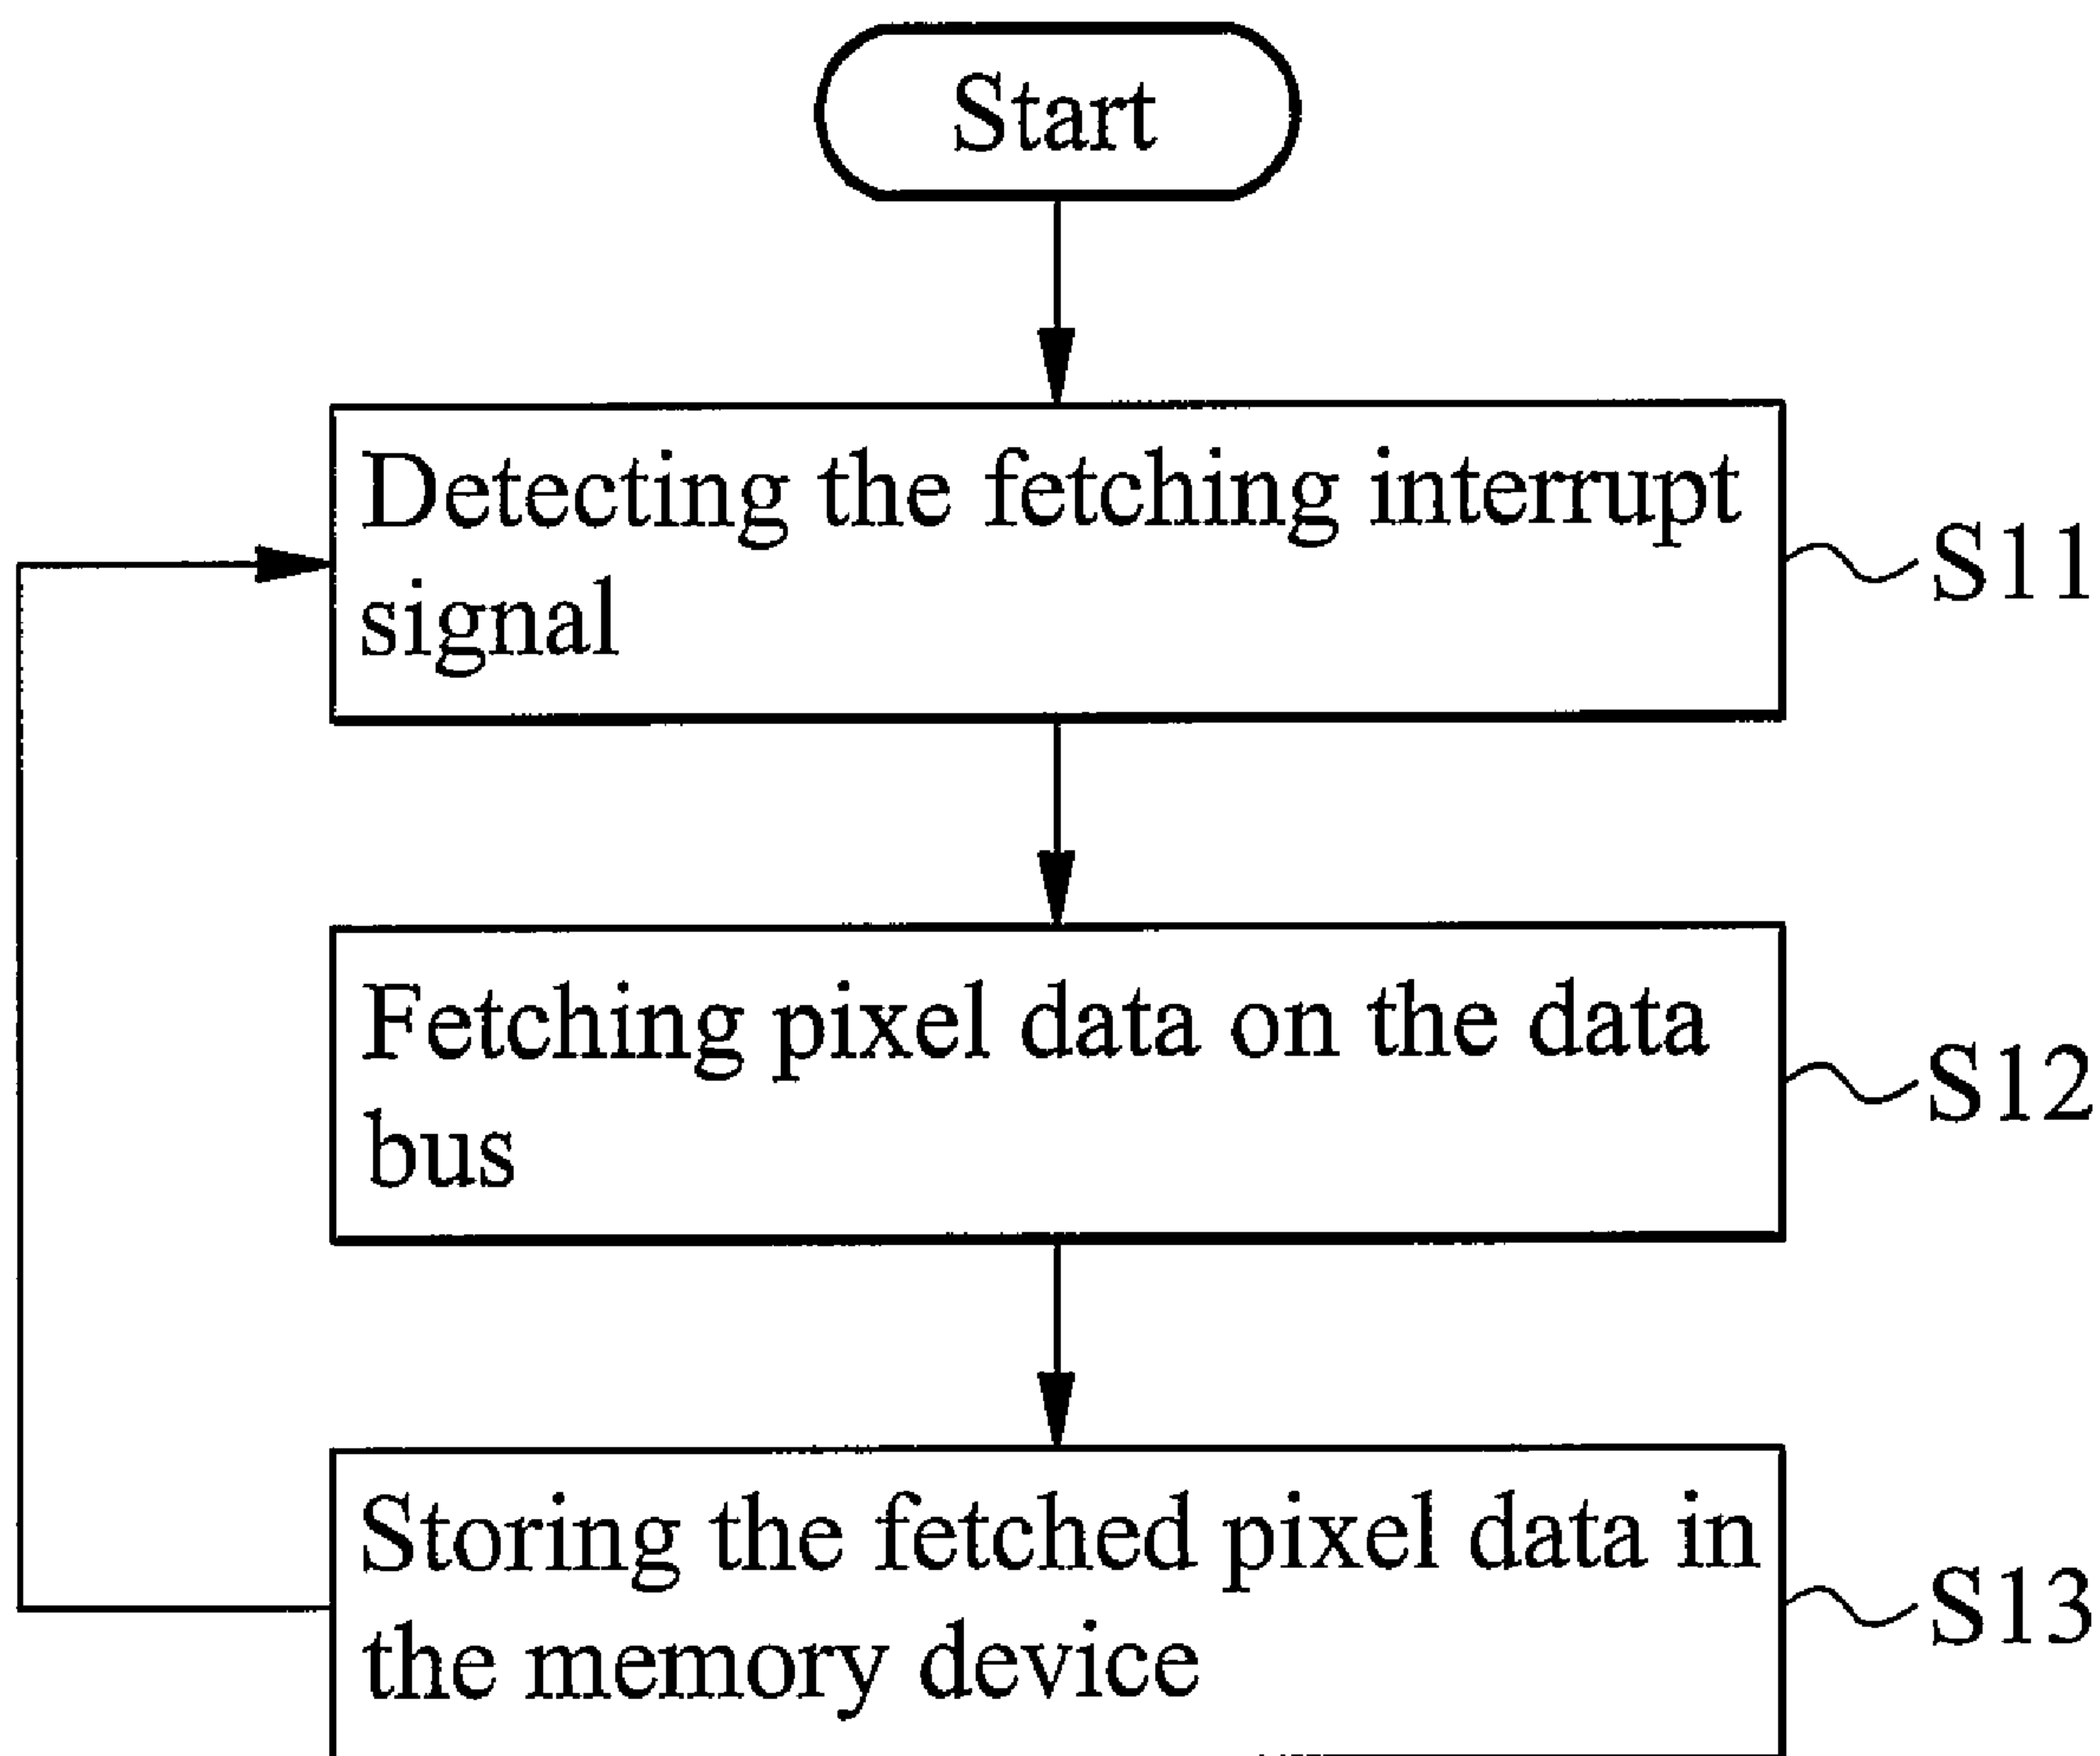 Start
Detecting the fetching interrupt
signal
S11
Fetching pixel data on the data
bus
S12
Storing the fetched pixel data in
the memory device
S13